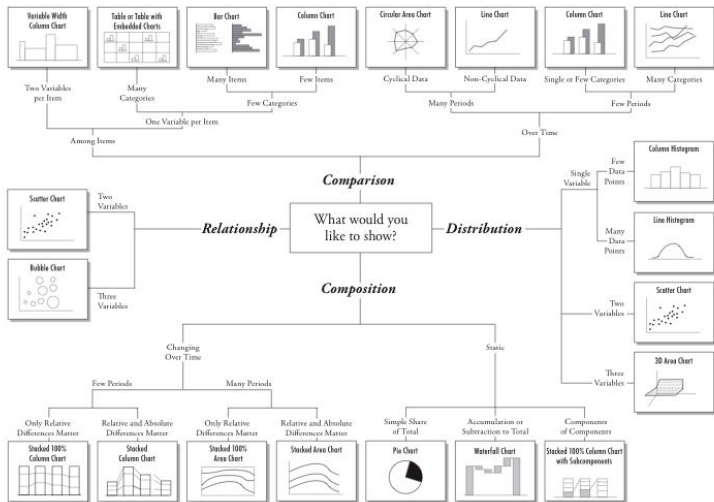 Variable Width
Column Chart
Table or Table with
Embedded Charts
Bar Chart
Column Chart
Circular Area Chart
Line Chart
Column Chart
Line Chart
Two Variables
per Item
Many
Categories
Many Items
Few Items
Cyclical Data
Non-Cyclical Data
Single or Few Categories
Many Categories
Few Categories
Many Periods
Few Periods
One Variable per Item
Among Items
Over Time
Comparison
What would you
like to show?
Relationship
Two
Variables
Scatter Chart
Three
Variables
Bubble Chart
Distribution
Single
Variable
Few
Data
Points
Column Histogram
Many
Data
Points
Line Histogram
Two
Variables
Scatter Chart
Three
Variables
3D Area Chart
Composition
Changing
Over Time
Static
Few Periods
Many Periods
Only Relative
Differences Matter
Relative and Absolute
Differences Matter
Only Relative
Differences Matter
Relative and Absolute
Differences Matter
Simple Share
of Total
Accumulation or
Subtraction to Total
Components
of Components
Stacked 100%
Column Chart
Stacked
Column Chart
Stacked 100%
Area Chart
Stacked Area Chart
Pie Chart
Waterfall Chart
Stacked 100% Column Chart
with Subcomponents